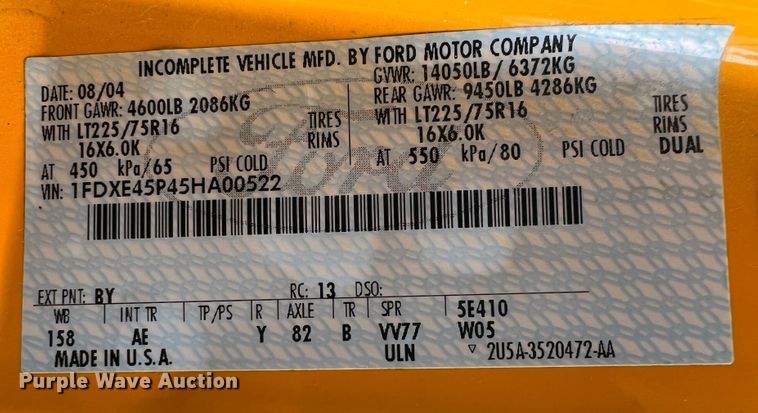 INCOMPLETE VEHICLE MFD. BY FORD MOTOR COMPANY
DATE: 08/04 GVWR: 14050LB/ 6372KG
FRONT GAWR: 4600LB 2086KG REAR GAWR: 9450LB 4286KG
WITH LT225/75R16 TIRES WITH LT225/75R16 TIRES
16X6.0K RIMS 16X6.0K RIMS
AT 450 kPa/65 PSI COLD AT 550 kPa/80 PSI COLD DUAL
VIN: 1FDXE45P45HA00522
Ford
EXT PNT: BY RC: 13 DSO:
WB INT TR TP/PS R AXLE TR SPR 5E410
158 AE Y 82 B VV77 W05
MADE IN U.S.A. ULN ▽ 2U5A-3520472-AA
Purple Wave Auction